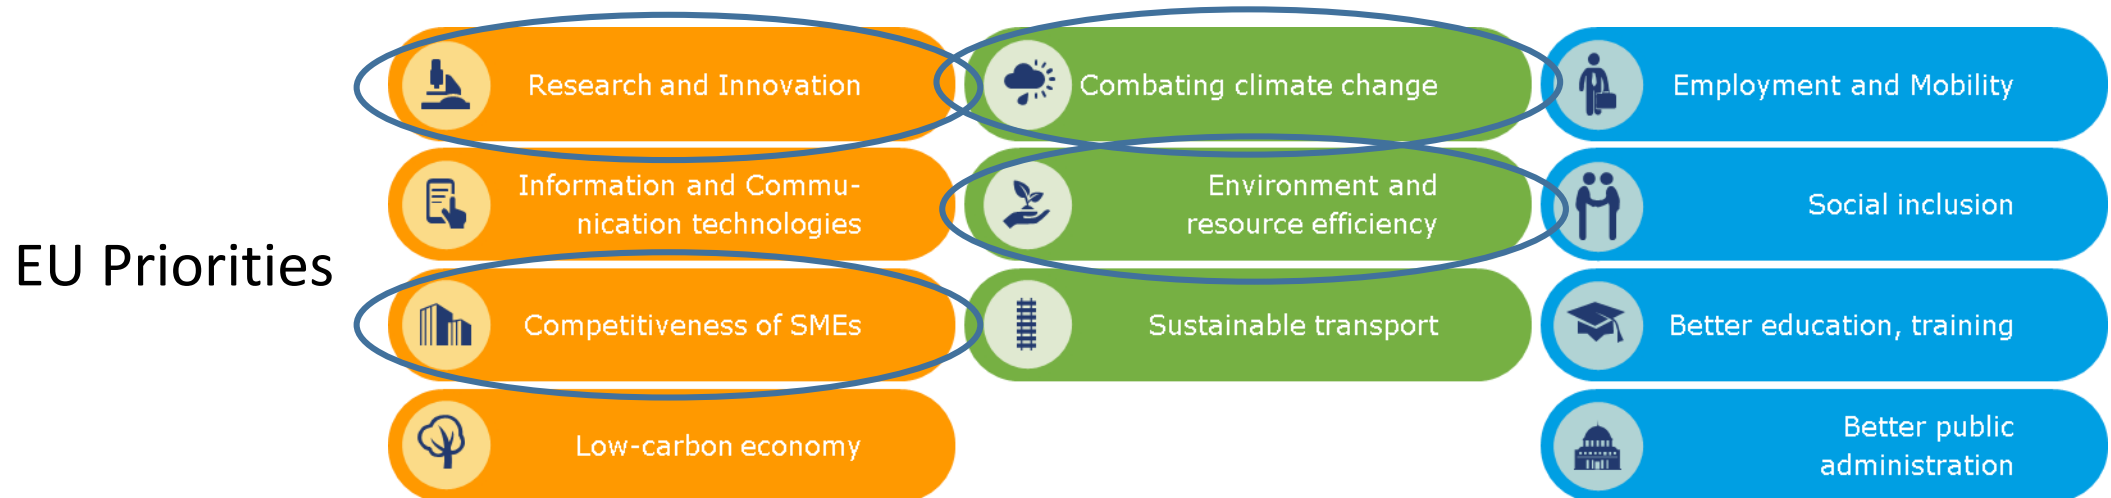 EU Priorities
Research and Innovation
Information and Commu-
nication technologies
Competitiveness of SMEs
Low-carbon economy
Combating climate change
Environment and
resource efficiency
Sustainable transport
Employment and Mobility
Social inclusion
Better education, training
Better public
administration